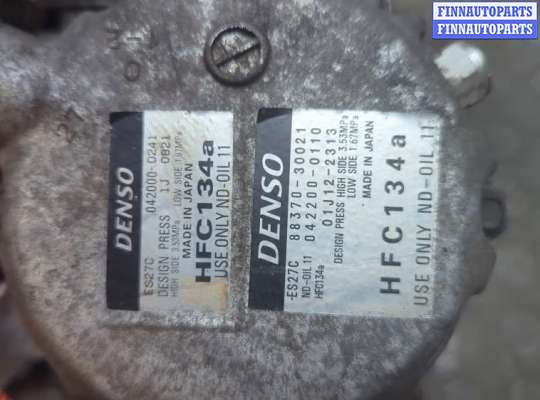 FINNAUTOPARTS
FINNAUTOPARTS
DENSO
ES27C 042000-0241
DESIGN PRESS IJ 0821
HIGH SIDE 3.53MPa LOW SIDE 1.67MPa
MADE IN JAPAN
HFC134a
USE ONLY ND-OIL 11
DENSO
ES27C 88370-30021
ND-OIL11 042200-0110
HFC134a 01J12-2313
DESIGN PRESS HIGH SIDE 3.53MPa
LOW SIDE 1.67MPa
MADE IN JAPAN
HFC134a
USE ONLY ND-OIL 11